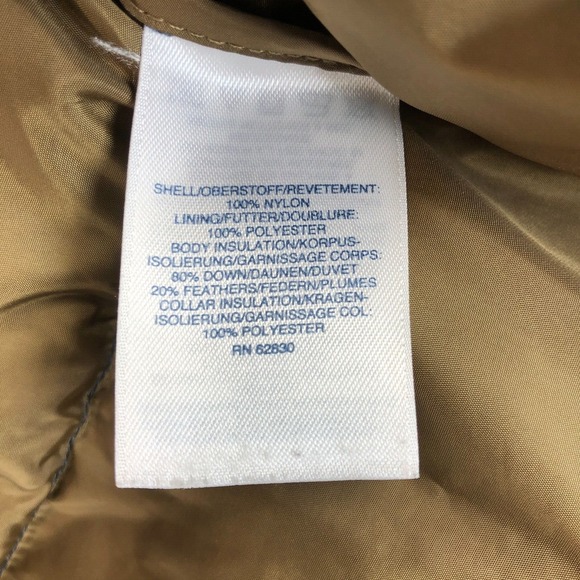 SHELL/OBERSTOFF/REVETEMENT:
100% NYLON
LINING/FUTTER/DOUBLURE:
100% POLYESTER
BODY INSULATION/KORPUS-
ISOLIERUNG/GARNISSAGE CORPS:
80% DOWN/DAUNEN/DUVET
20% FEATHERS/FEDERN/PLUMES
COLLAR INSULATION/KRAGEN-
ISOLIERUNG/GARNISSAGE COL:
100% POLYESTER
RN 62830